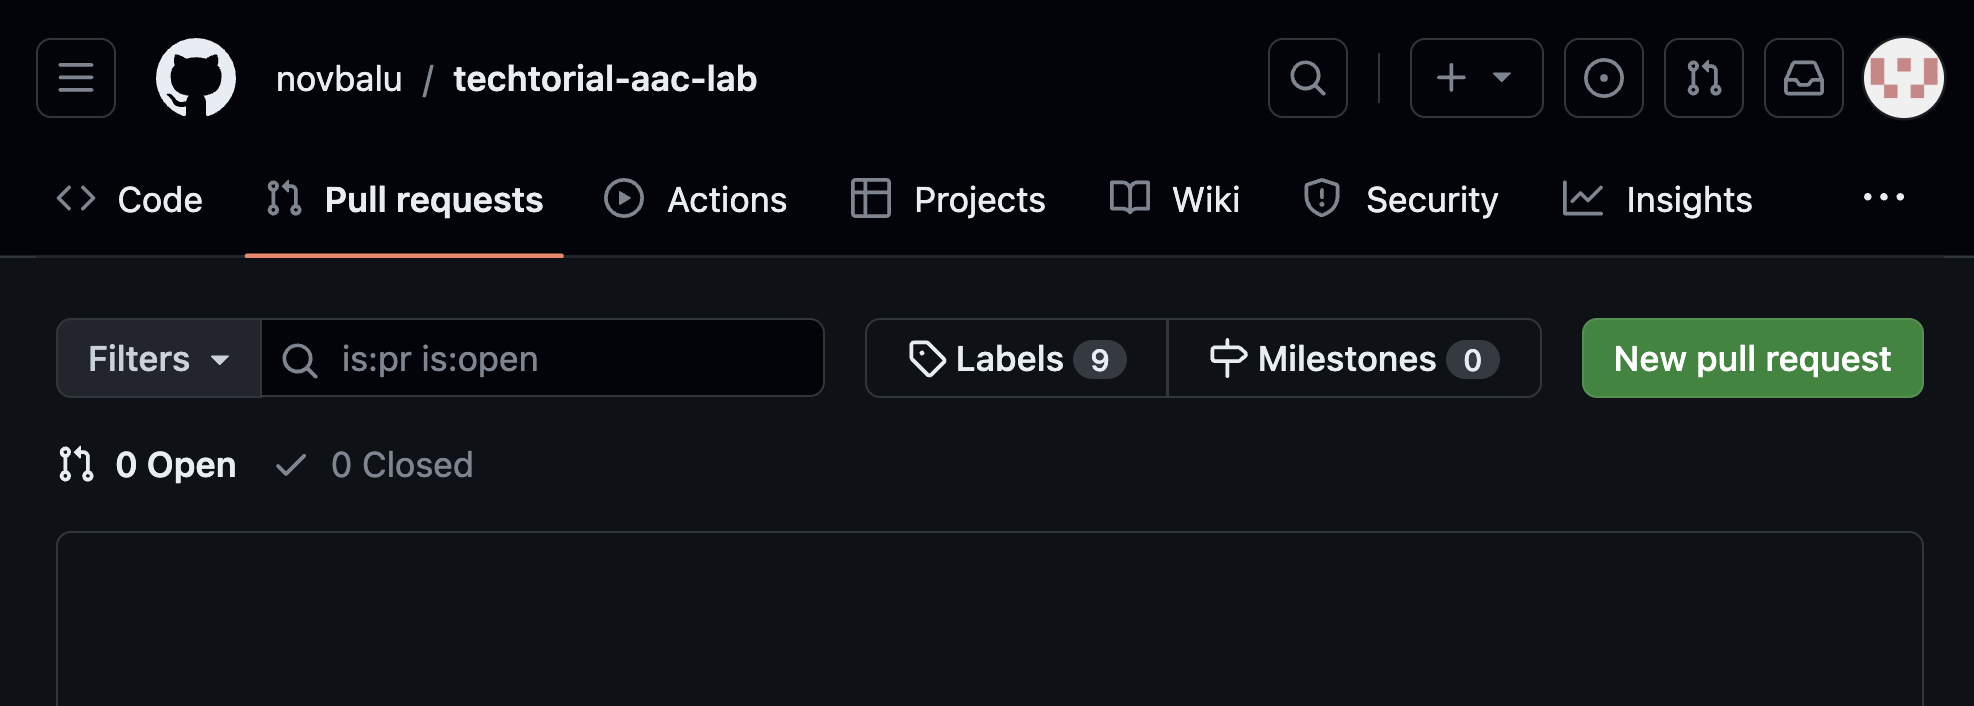 novbalu / techtorial-aac-lab
Code Pull requests Actions Projects Wiki Security Insights
Filters is:pr is:open Labels 9 Milestones 0 New pull request
0 Open 0 Closed